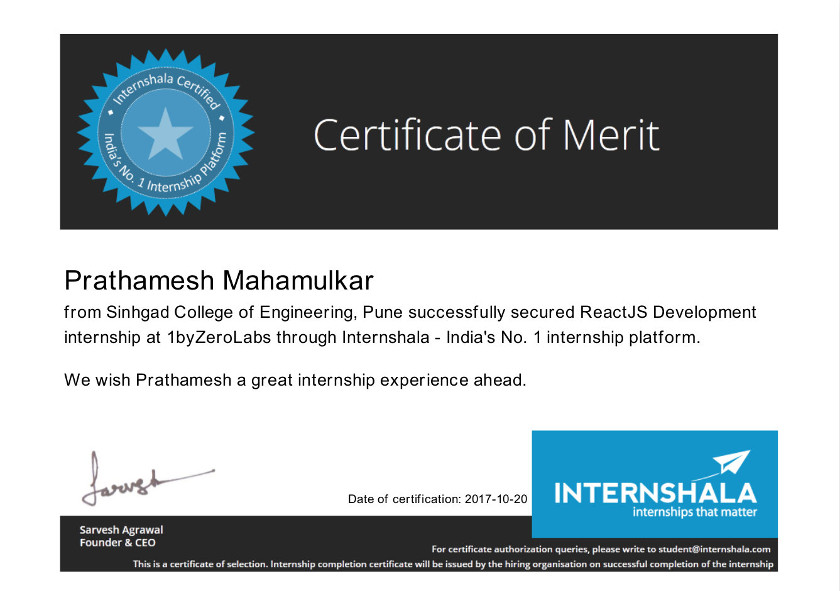 Internshala Certified
India's No. 1 Internship Platform
Certificate of Merit
Prathamesh Mahamulkar
from Sinhgad College of Engineering, Pune successfully secured ReactJS Development
internship at 1byZeroLabs through Internshala - India's No. 1 internship platform.
We wish Prathamesh a great internship experience ahead.
Sarvesh
Date of certification: 2017-10-20
INTERNSHALA
internships that matter
Sarvesh Agrawal
Founder & CEO
For certificate authorization queries, please write to student@internshala.com
This is a certificate of selection. Internship completion certificate will be issued by the hiring organisation on successful completion of the internship